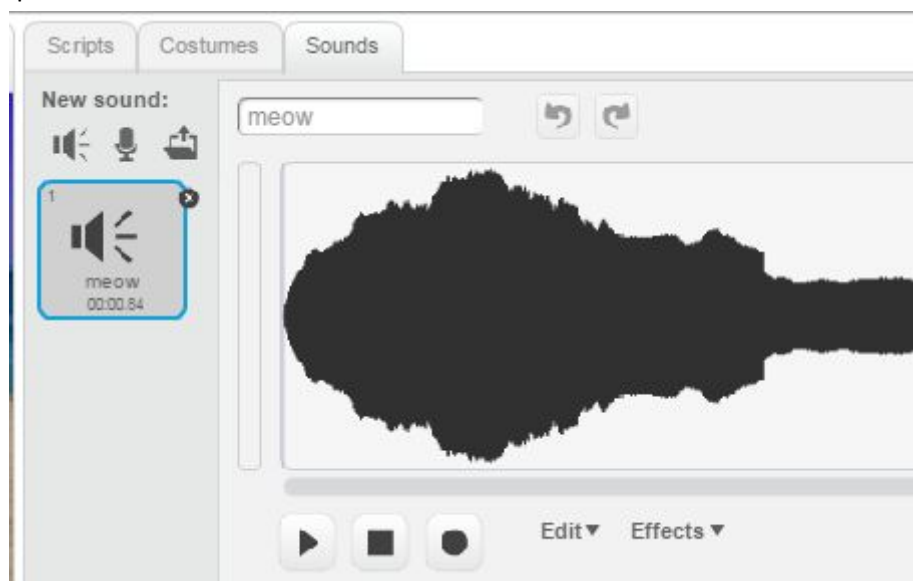 Scripts Costumes Sounds
New sound:
meow
1
meow
00:00.84
Edit▼ Effects▼